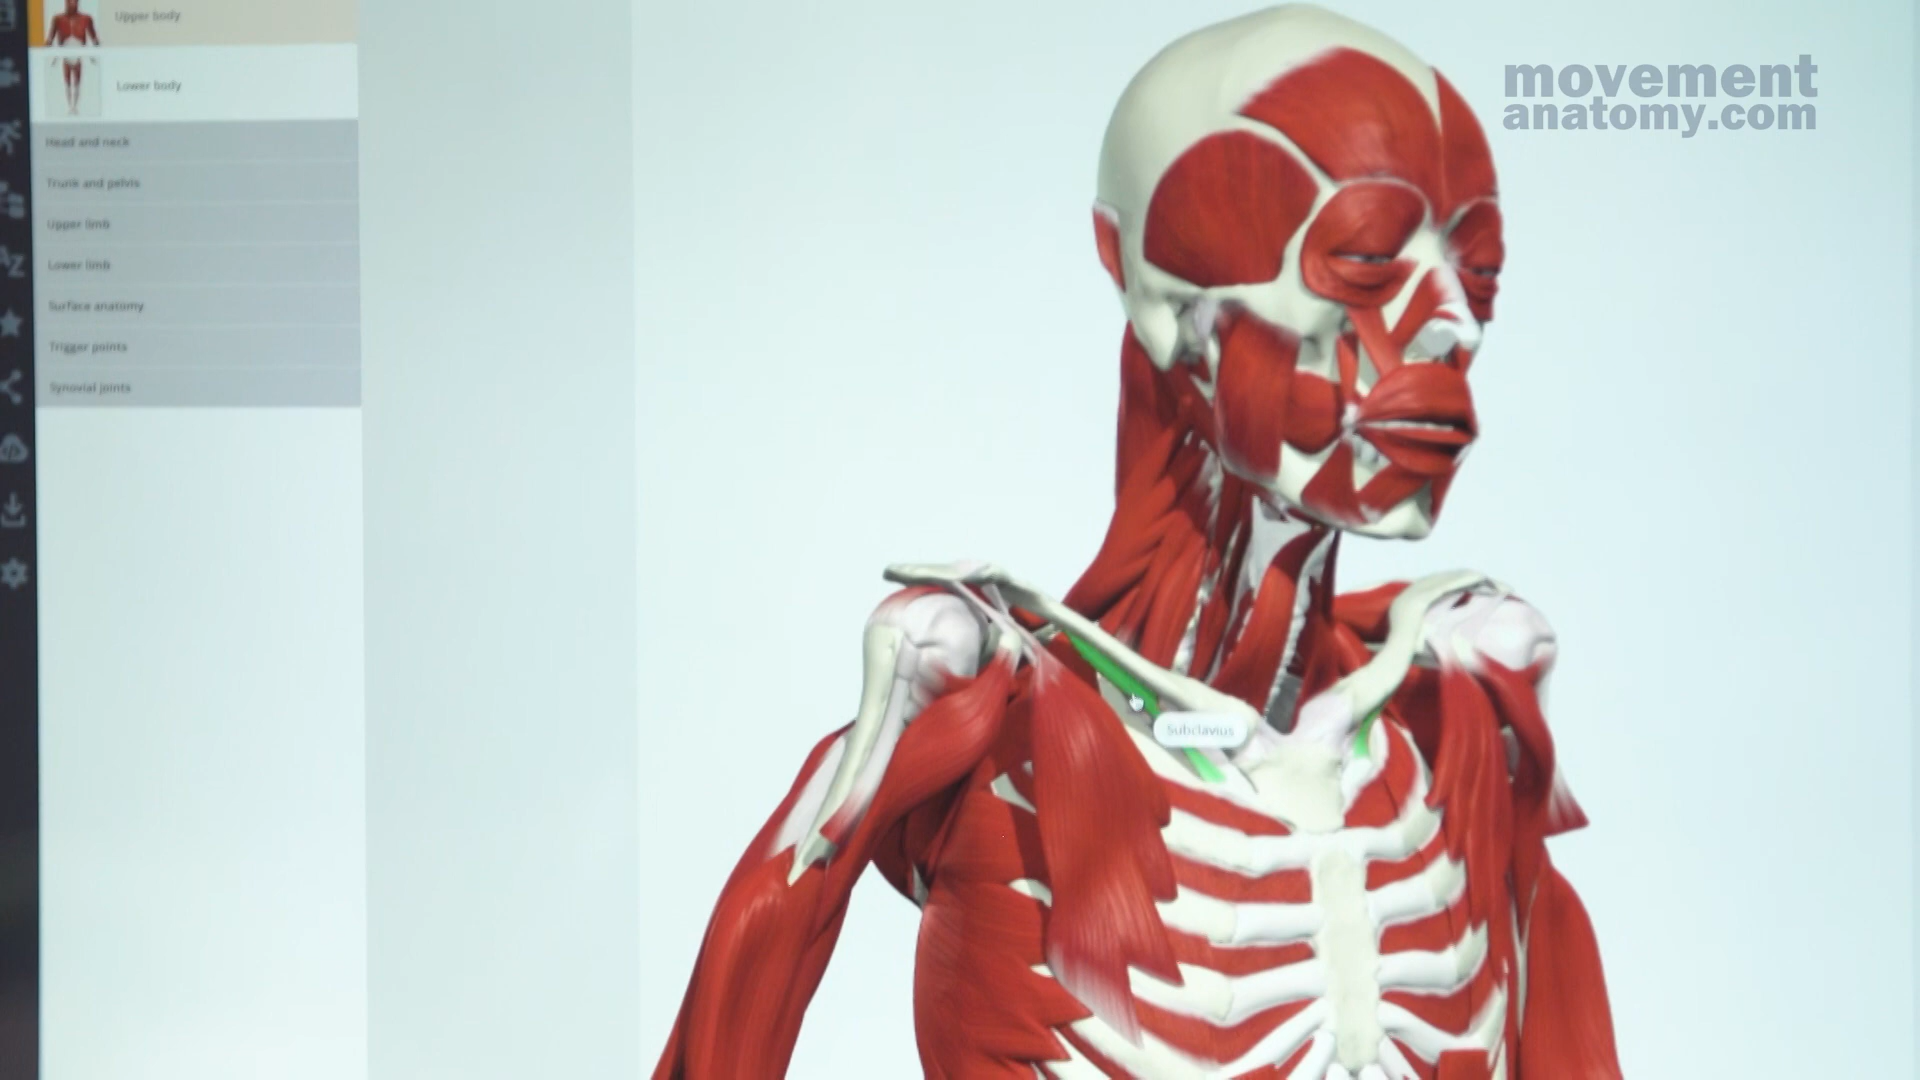 Upper body
Lower body
Head and neck
Trunk and pelvis
Upper limb
Lower limb
Surface anatomy
Trigger points
Synovial joints
AZ
movement
anatomy.com
Subclavius